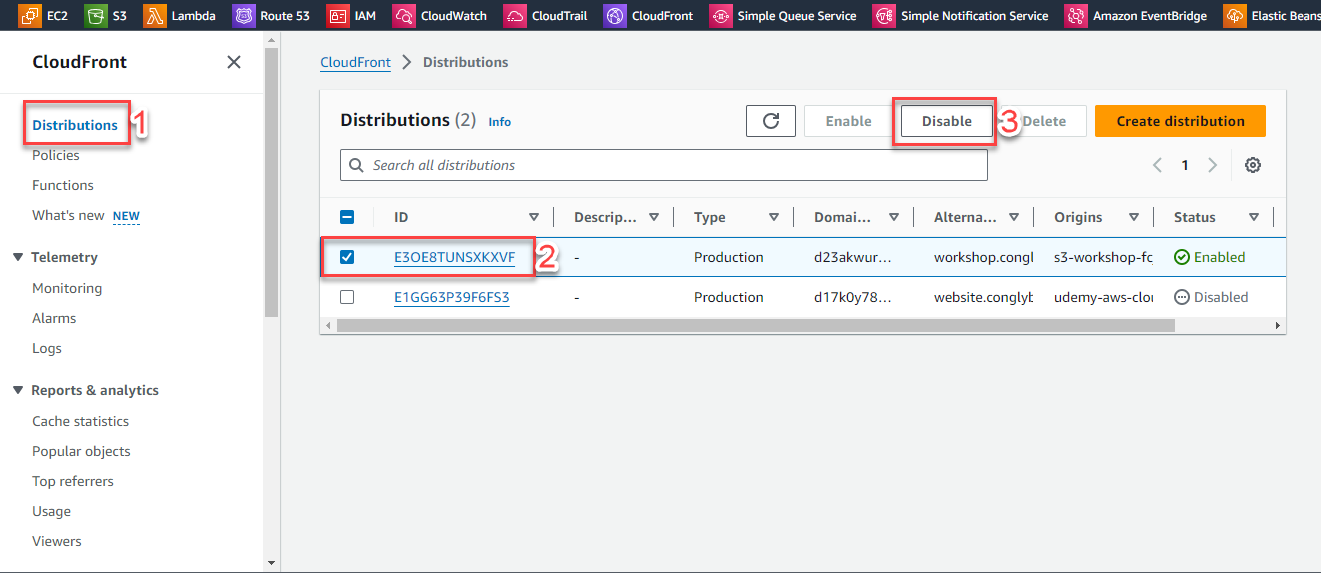 EC2 S3 Lambda Route 53 IAM CloudWatch CloudTrail CloudFront Simple Queue Service Simple Notification Service Amazon EventBridge Elastic Beans
CloudFront
Distributions 1
Policies
Functions
What's new NEW
Telemetry
Monitoring
Alarms
Logs
Reports & analytics
Cache statistics
Popular objects
Top referrers
Usage
Viewers
CloudFront Distributions
Distributions (2) Info
Enable Disable 3 Delete Create distribution
Search all distributions
1
ID Descrip... Type Domai... Alterna... Origins Status
E3OE8TUNSXKXVF 2 - Production d23akwur... workshop.congl s3-workshop-fc Enabled
E1GG63P39F6FS3 - Production d17k0y78... website.conglyb udemy-aws-clou Disabled